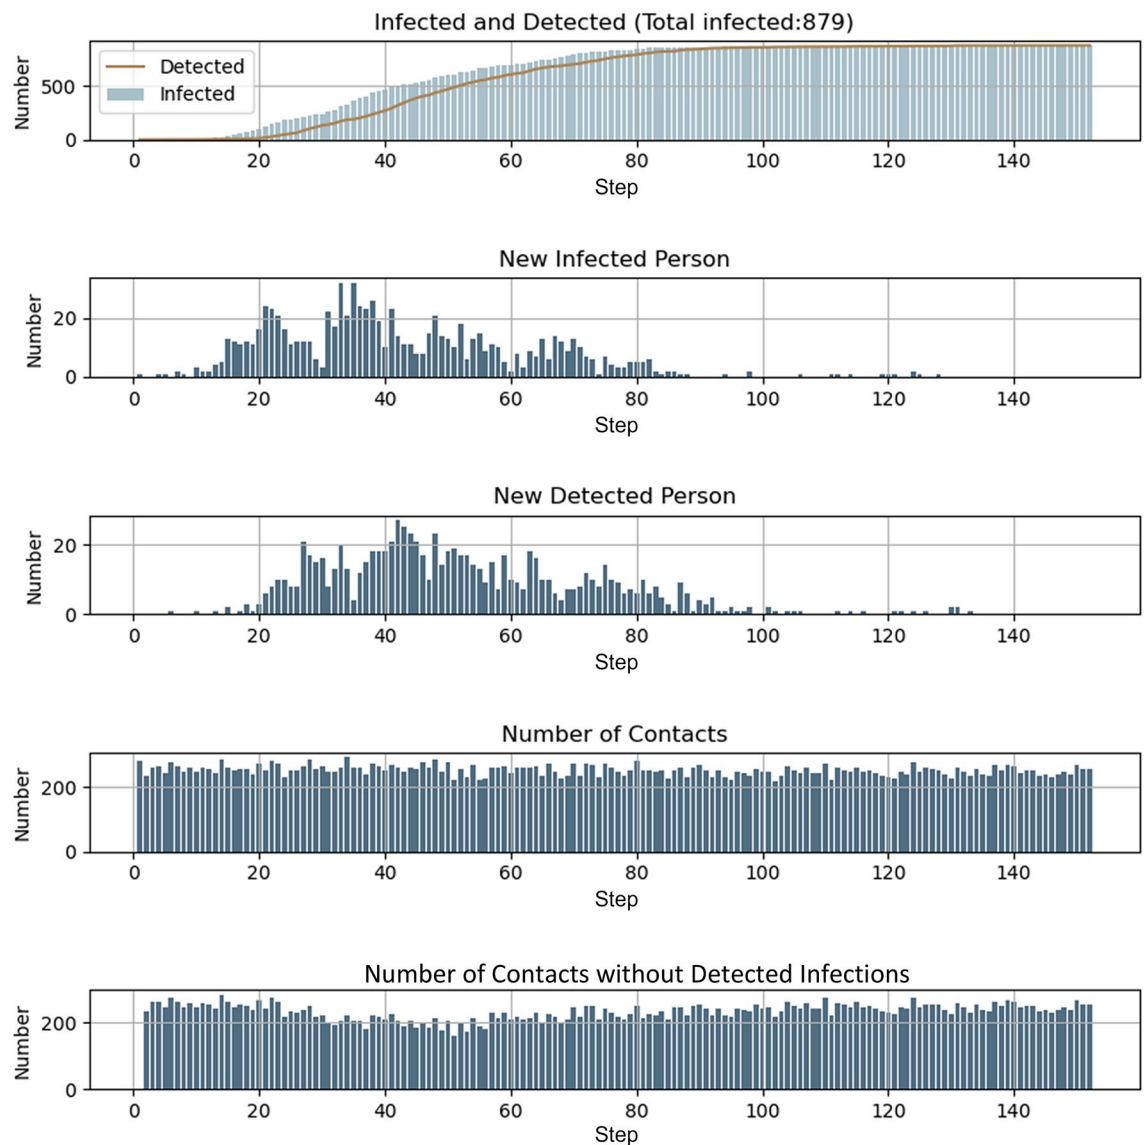 Infected and Detected (Total infected:879)
Number
500
0
Detected
Infected
0 20 40 60 80 100 120 140
Step
New Infected Person
Number
20
0
0 20 40 60 80 100 120 140
Step
New Detected Person
Number
20
0
0 20 40 60 80 100 120 140
Step
Number of Contacts
Number
200
0
0 20 40 60 80 100 120 140
Step
Number of Contacts without Detected Infections
Number
200
0
0 20 40 60 80 100 120 140
Step